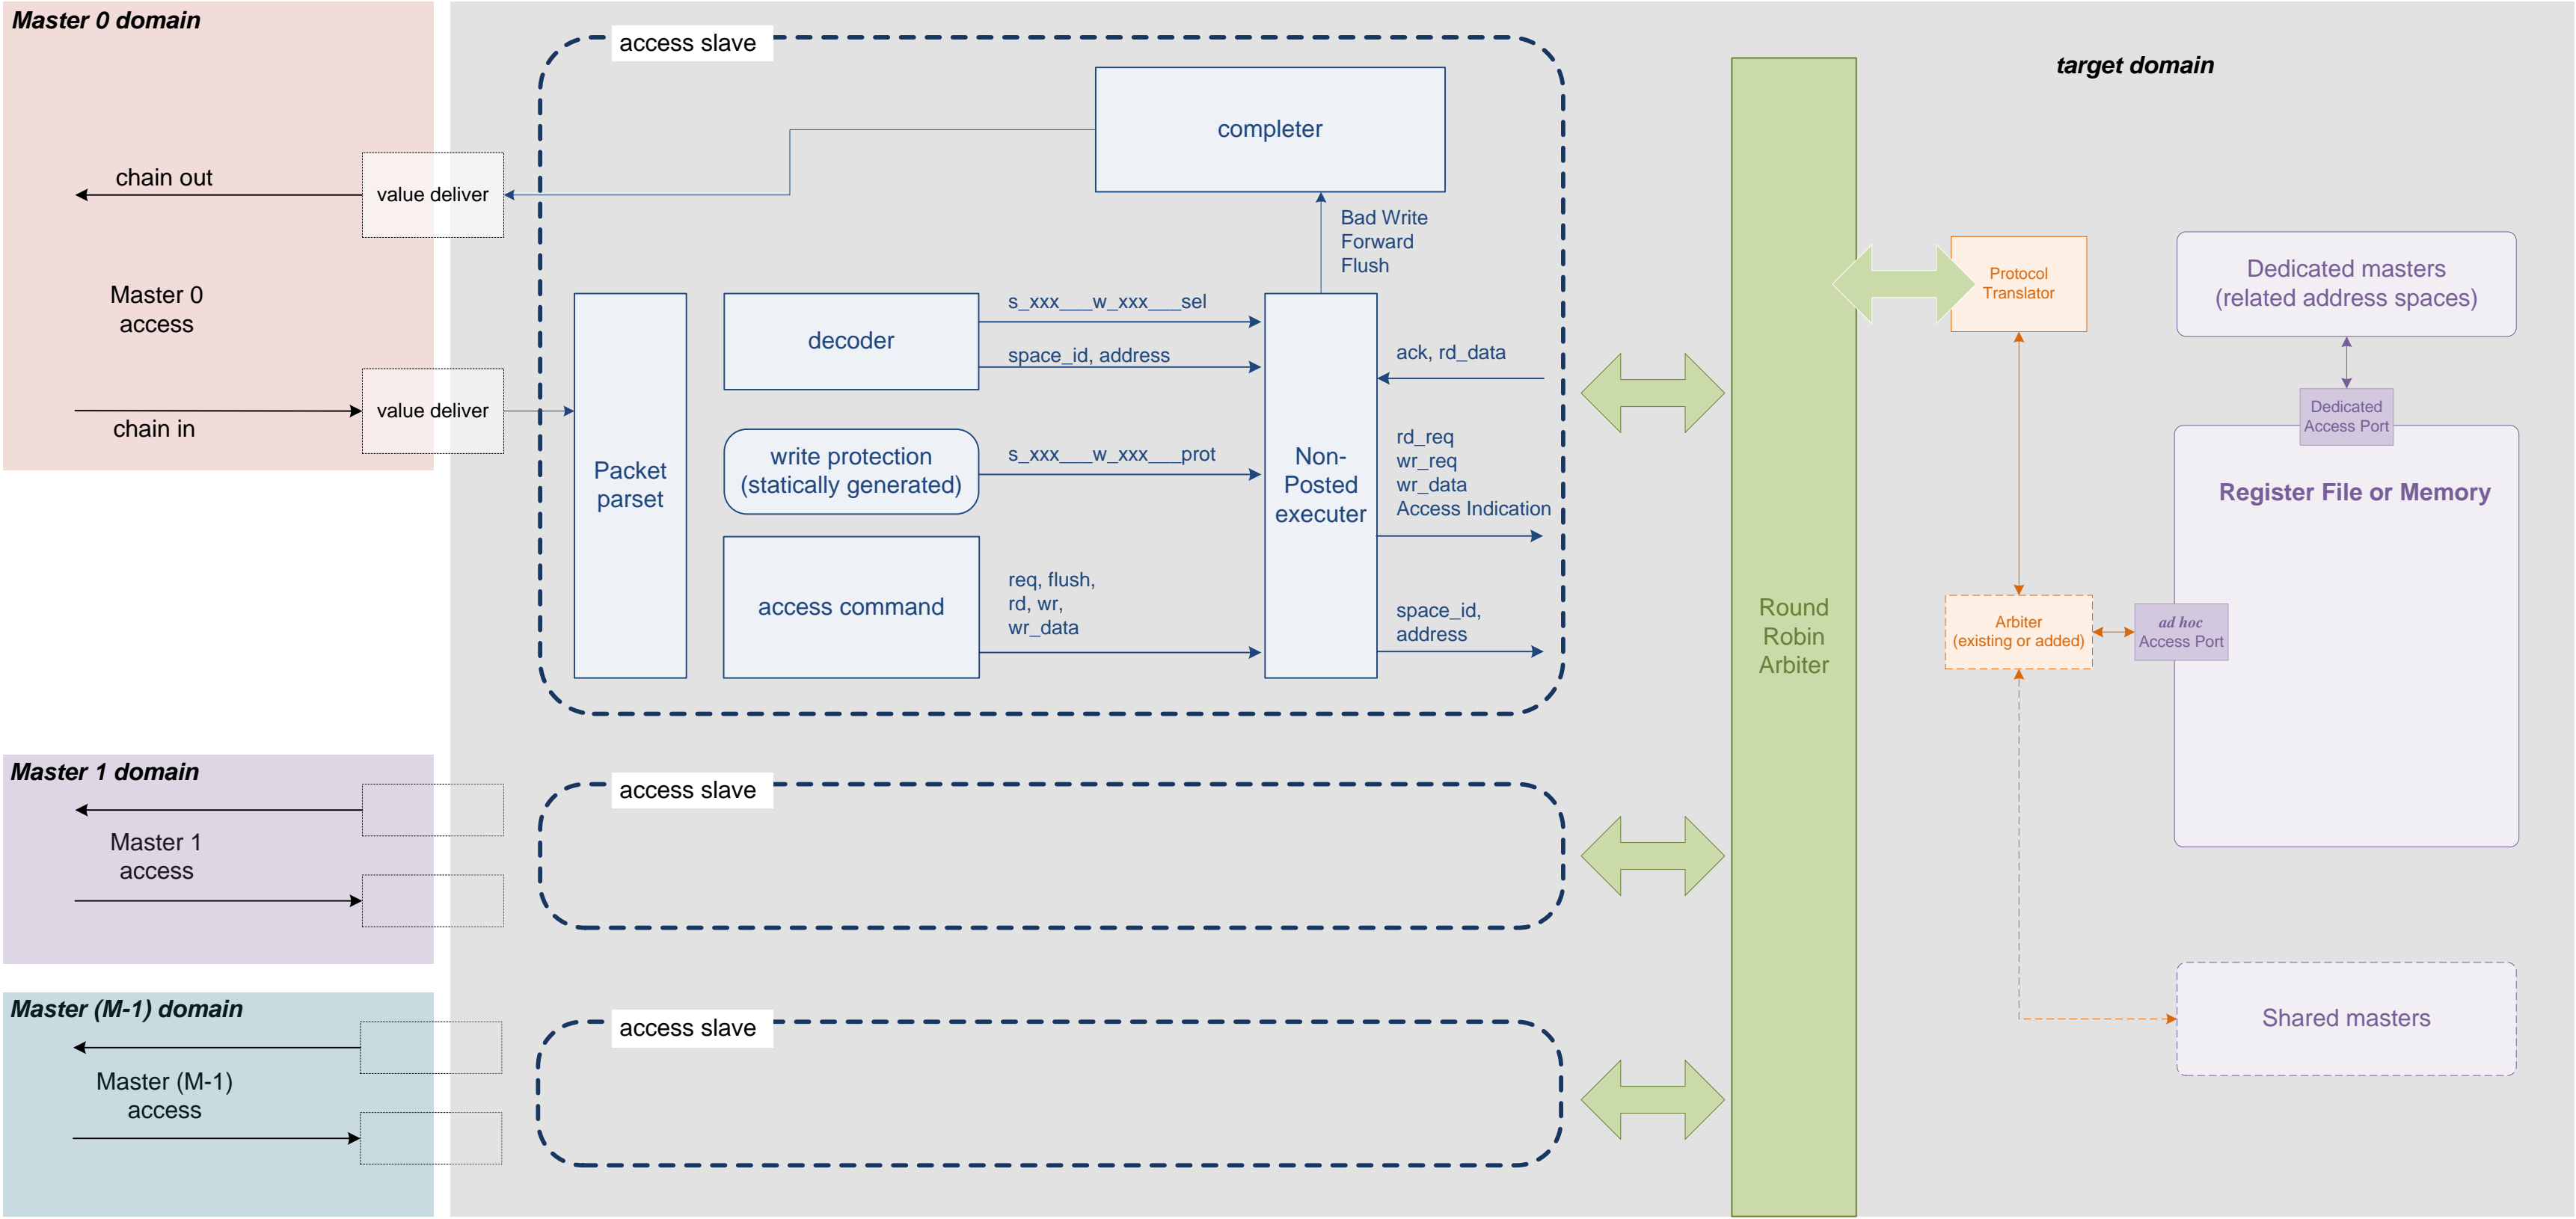 Master 0 domain
chain out
value deliver
Master 0
access
chain in
value deliver
access slave
completer
Bad Write
Forward
Flush
Packet
parset
decoder
s_xxx___w_xxx___sel
space_id, address
write protection
(statically generated)
s_xxx___w_xxx___prot
access command
req, flush,
rd, wr,
wr_data
Non-
Posted
executer
ack, rd_data
rd_req
wr_req
wr_data
Access Indication
space_id,
address
Master 1 domain
Master 1
access
access slave
Master (M-1) domain
Master (M-1)
access
access slave
Round
Robin
Arbiter
target domain
Protocol
Translator
Arbiter
(existing or added)
Dedicated masters
(related address spaces)
Dedicated
Access Port
Register File or Memory
ad hoc
Access Port
Shared masters